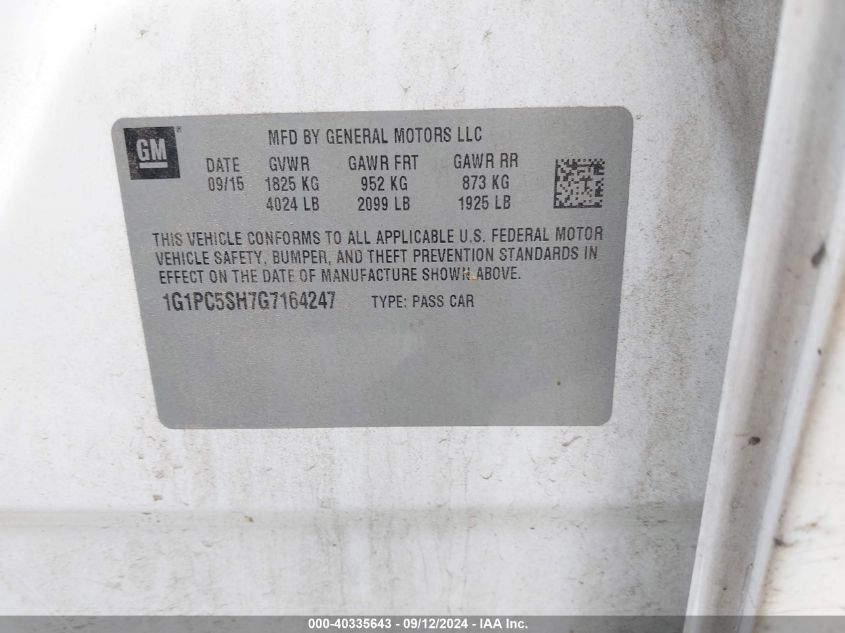 GM
MFD BY GENERAL MOTORS LLC
DATE GVWR GAWR FRT GAWR RR
09/15 1825 KG 952 KG 873 KG
4024 LB 2099 LB 1925 LB
THIS VEHICLE CONFORMS TO ALL APPLICABLE U.S. FEDERAL MOTOR
VEHICLE SAFETY, BUMPER, AND THEFT PREVENTION STANDARDS IN
EFFECT ON THE DATE OF MANUFACTURE SHOWN ABOVE.
1G1PC5SH7G7164247 TYPE: PASS CAR
000-40335643 - 09/12/2024 - IAA Inc.